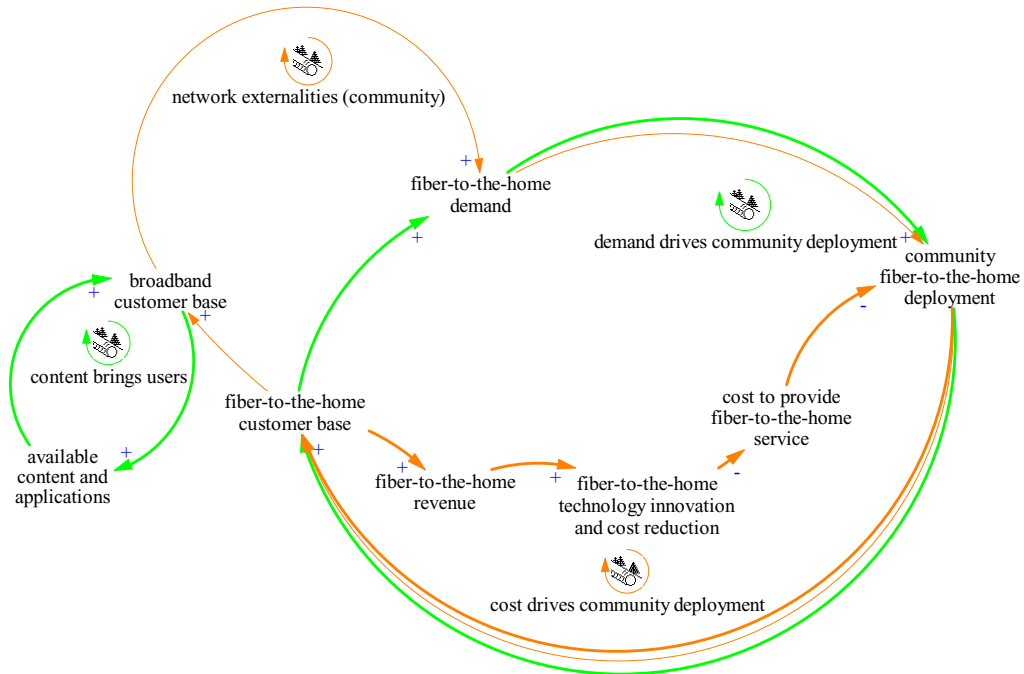 network externalities (community)
+
fiber-to-the-home
demand
+
demand drives community deployment
+
community
fiber-to-the-home
deployment
-
broadband
customer base
+
+
content brings users
available
content and
applications
+
fiber-to-the-home
customer base
+
+
fiber-to-the-home
revenue
+
fiber-to-the-home
technology innovation
and cost reduction
-
cost to provide
fiber-to-the-home
service
cost drives community deployment